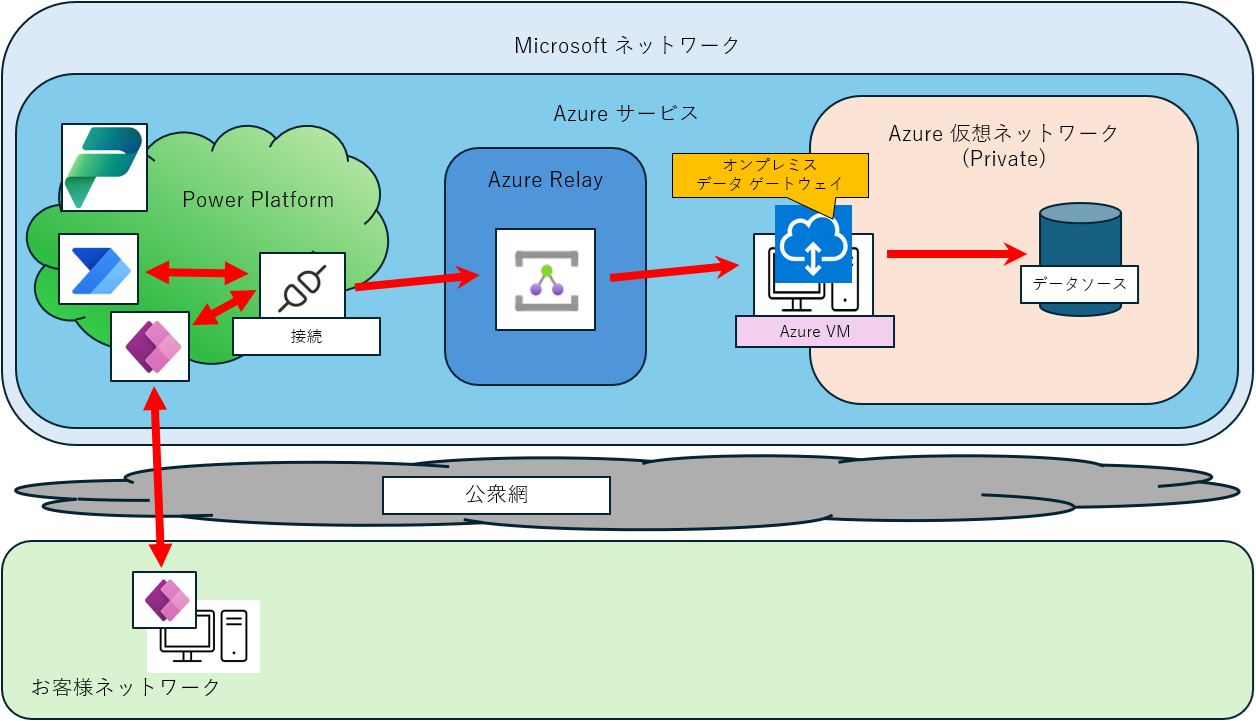 Microsoft ネットワーク
Azure サービス
Azure 仮想ネットワーク
(Private)
オンプレミス
データ ゲートウェイ
Azure Relay
Power Platform
データソース
Azure VM
接続
公衆網
お客様ネットワーク